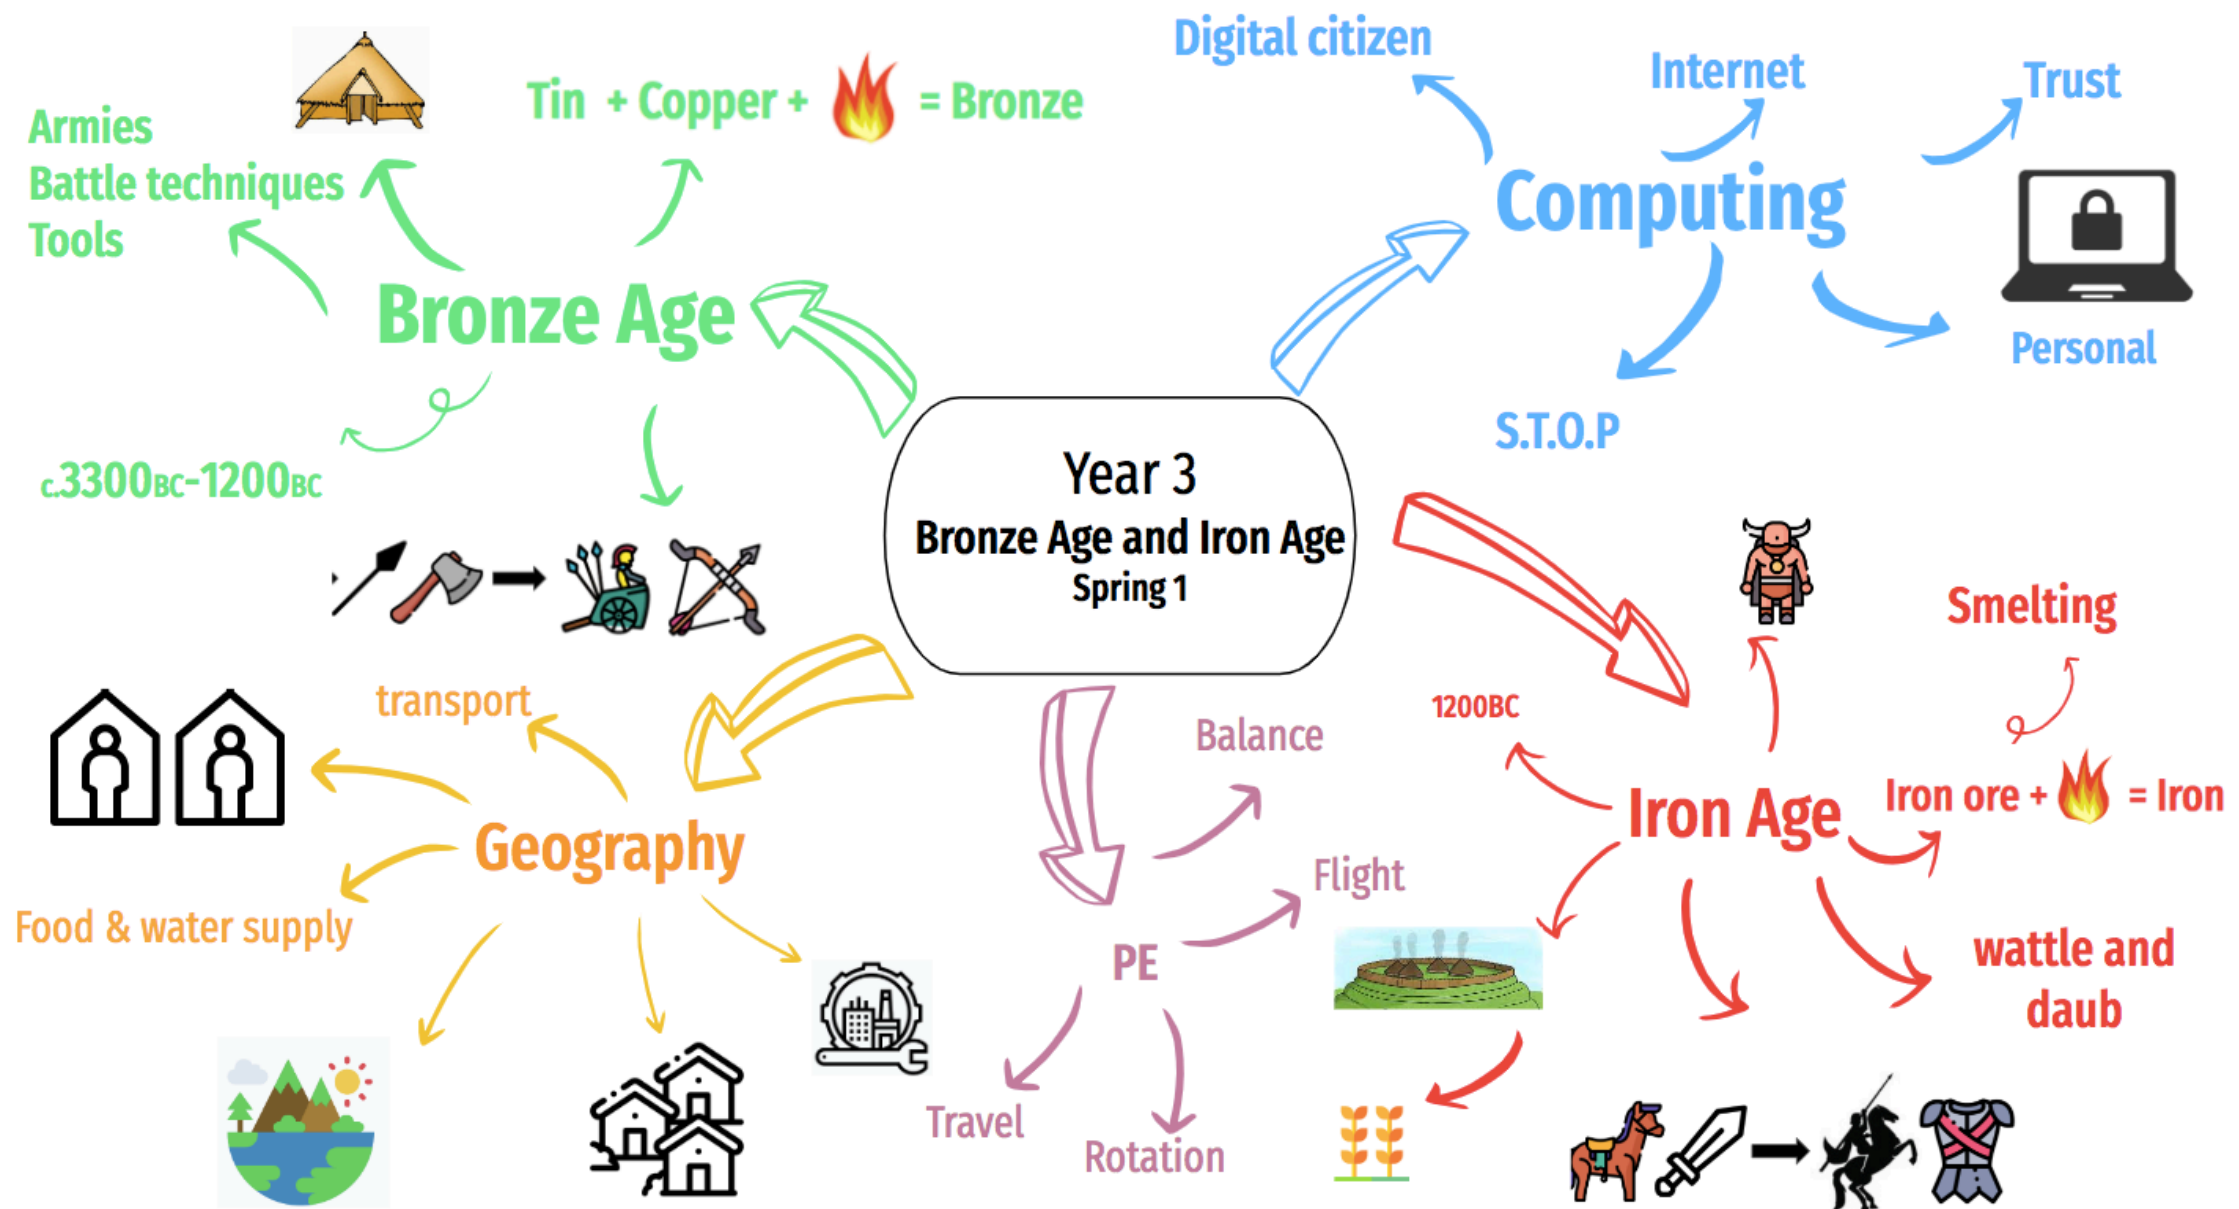 Digital citizen
Internet
Trust
Computing
Personal
S.T.O.P
Armies
Battle techniques
Tools
Tin + Copper + = Bronze
Bronze Age
c.3300BC-1200BC
Year 3
Bronze Age and Iron Age
Spring 1
transport
Geography
Food & water supply
Balance
Flight
PE
Travel
Rotation
1200BC
Smelting
Iron Age
Iron ore + = Iron
wattle and
daub